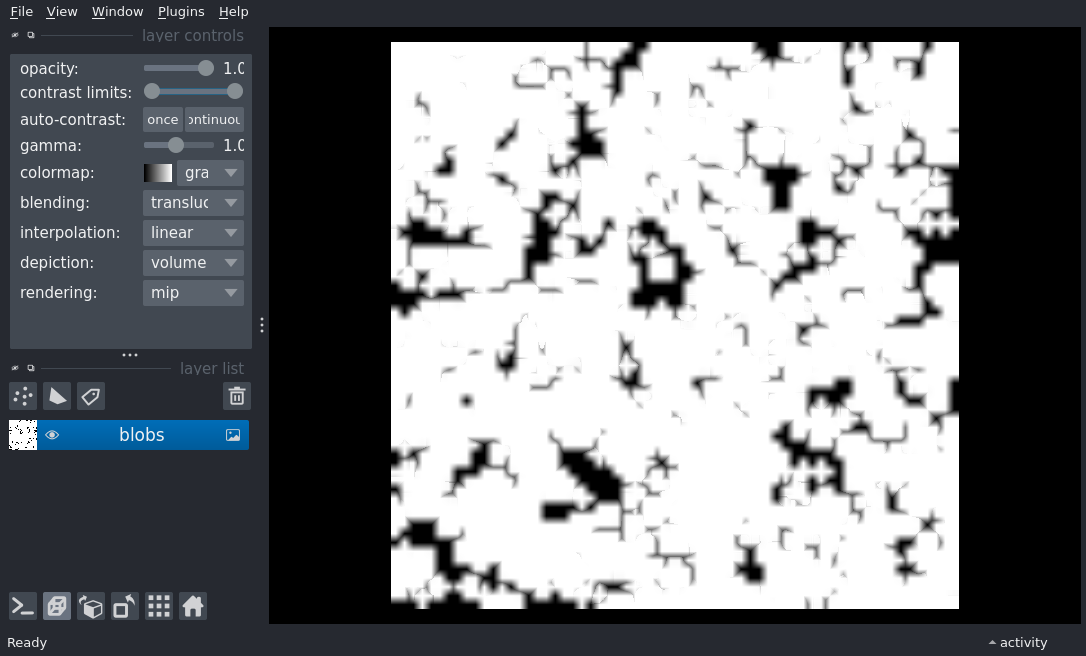 File View Window Plugins Help
layer controls
opacity: 1.0
contrast limits:
auto-contrast: once ontinuou
gamma: 1.0
colormap: gra
blending: transluc
interpolation: linear
depiction: volume
rendering: mip
layer list
blobs
Ready
activity